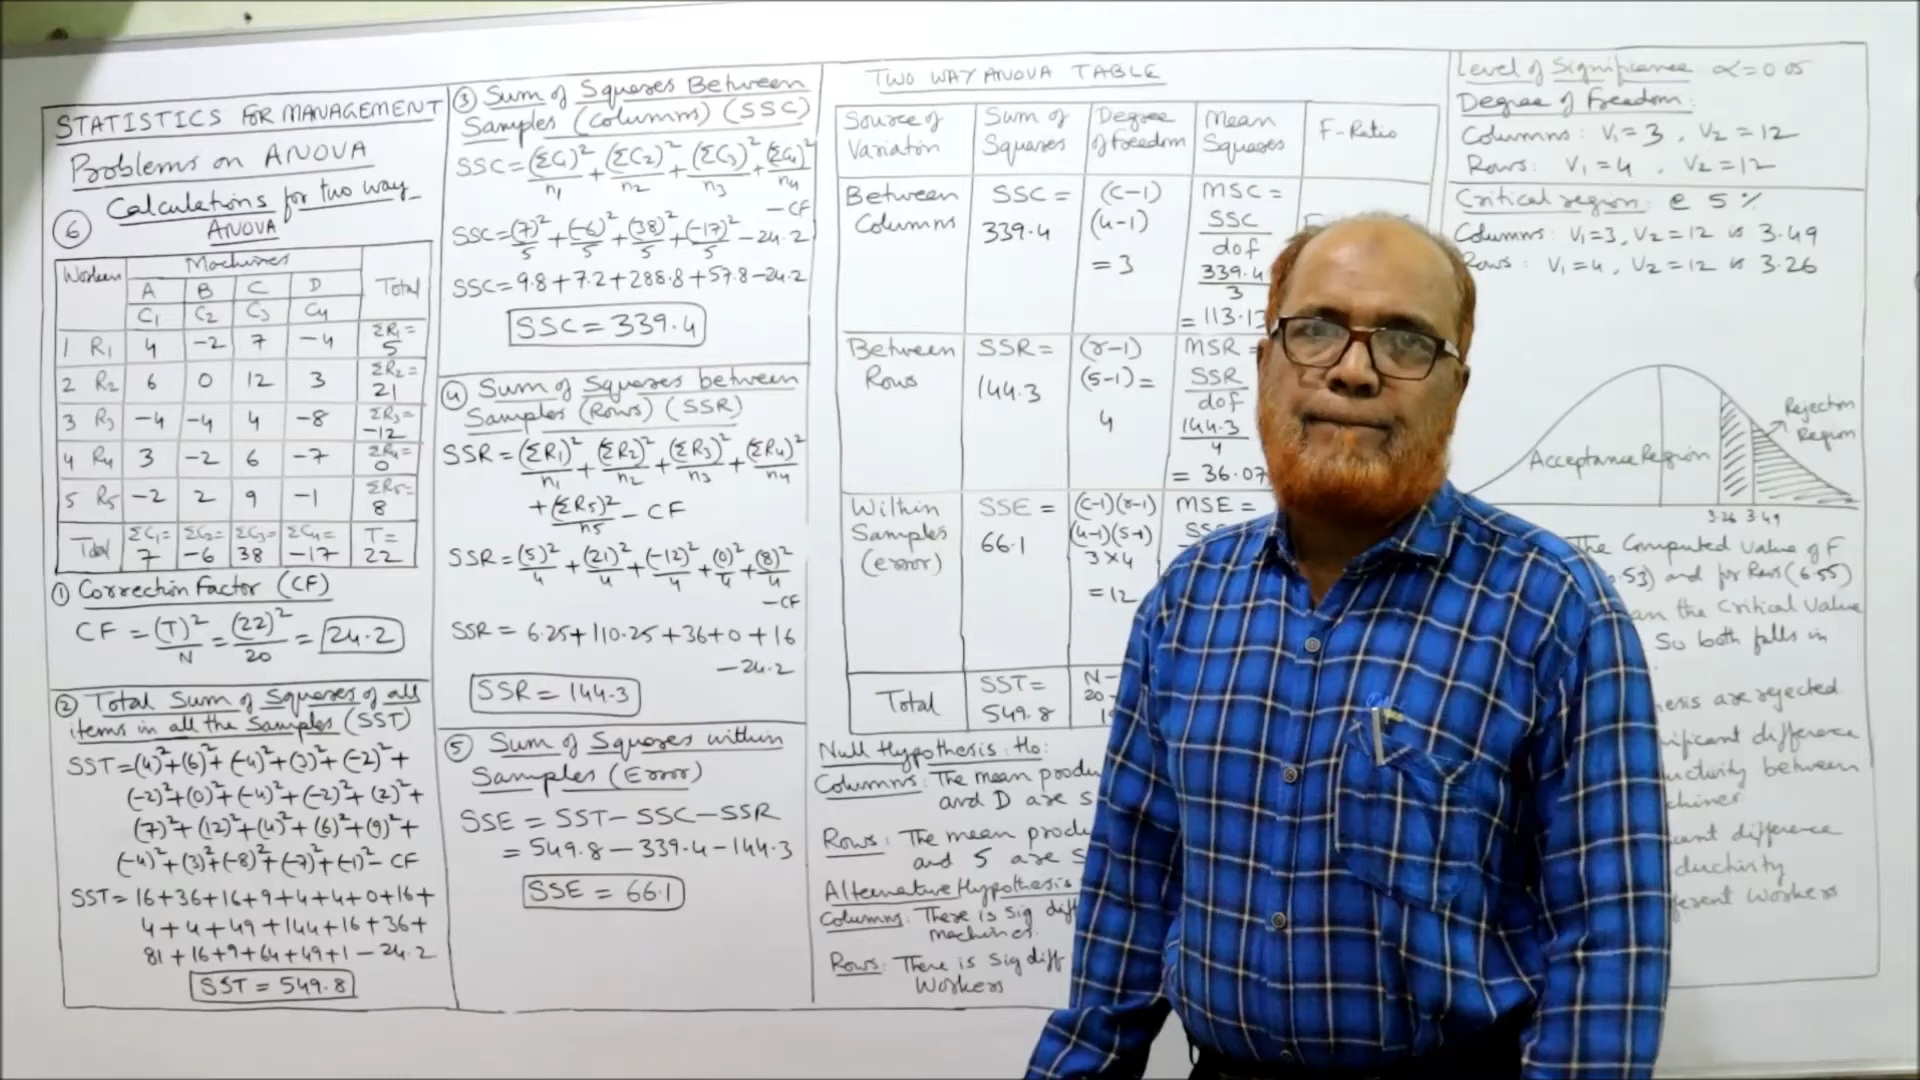 STATISTICS FOR MANAGEMENT
Problems on ANOVA
⑥ Calculations for two way
ANOVA
Workers Machines Total
A B C D
C₁ C₂ C₃ C₄
1 R₁ 4 -2 7 -4 ΣR₁= 5
2 R₂ 6 0 12 3 ΣR₂= 21
3 R₃ -4 -4 4 -8 ΣR₃= -12
4 R₄ 3 -2 6 -7 ΣR₄= 0
5 R₅ -2 2 9 -1 ΣR₅= 8
Total ΣC₁= 7 ΣC₂= -6 ΣC₃= 38 ΣC₄= -17 T= 22
① Correction Factor (CF)
CF = (T)²/N = (22)²/20 = 24.2
② Total Sum of Squares of all
items in all the Samples (SST)
SST=(4)²+(6)²+(-4)²+(3)²+(-2)²+
(-2)²+(0)²+(-4)²+(-2)²+(2)²+
(7)²+(12)²+(4)²+(6)²+(9)²+
(-4)²+(3)²+(-8)²+(-7)²+(-1)²-CF
SST=16+36+16+9+4+4+0+16+
4+4+49+144+16+36+
81+16+9+64+49+1-24.2
SST = 549.8
③ Sum of Squares Between
Samples (Columns) (SSC)
SSC=(ΣC₁)²/n₁+(ΣC₂)²/n₂+(ΣC₃)²/n₃+(ΣC₄)²/n₄
-CF
SSC=(7)²/5+(-6)²/5+(38)²/5+(-17)²/5-24.2
SSC=9.8+7.2+288.8+57.8-24.2
SSC=339.4
④ Sum of Squares between
Samples (Rows) (SSR)
SSR=(ΣR₁)²/n₁+(ΣR₂)²/n₂+(ΣR₃)²/n₃+(ΣR₄)²/n₄
+(ΣR₅)²/n₅-CF
SSR=(5)²/4+(21)²/4+(-12)²/4+(0)²/4+(8)²/4
-CF
SSR= 6.25+110.25+36+0+16
-24.2
SSR=144.3
⑤ Sum of Squares within
Samples (Error)
SSE = SST-SSC-SSR
= 549.8-339.4-144.3
SSE = 66.1
TWO WAY ANOVA TABLE
Source of Variation Sum of Squares Degree of freedom Mean Squares F-Ratio
Between Columns SSC= 339.4 (C-1) (4-1) =3 MSC= SSC/dof 339.4/3 =113.13
Between Rows SSR= 144.3 (r-1) (5-1)= 4 MSR= SSR/dof 144.3/4 =36.07
Within Samples (error) SSE= 66.1 (C-1)(r-1) (4-1)(5-1) 3×4 =12 MSE=
Total SST= 549.8 N- 20-
Null Hypothesis: H₀:
Columns: The mean produ
and D are S
Rows: The mean produ
and 5 are S
Alternative Hypothesis
Columns: There is sig diff
machines.
Rows: There is sig diff
Workers
Level of Significance α=0.05
Degree of freedom:
Columns: V₁=3, V₂=12
Rows: V₁=4, V₂=12
Critical region: @ 5%
Columns: V₁=3, V₂=12 is 3.49
Rows: V₁=4, V₂=12 is 3.26
Acceptance Region
Rejection
Region
3.26 3.49
The Computed value of F
.53) and for Rows (6.55)
the Critical Value
So both falls in
esis are rejected
ificant difference
uctivity between
chines
cant difference
ductivity
ferent Workers